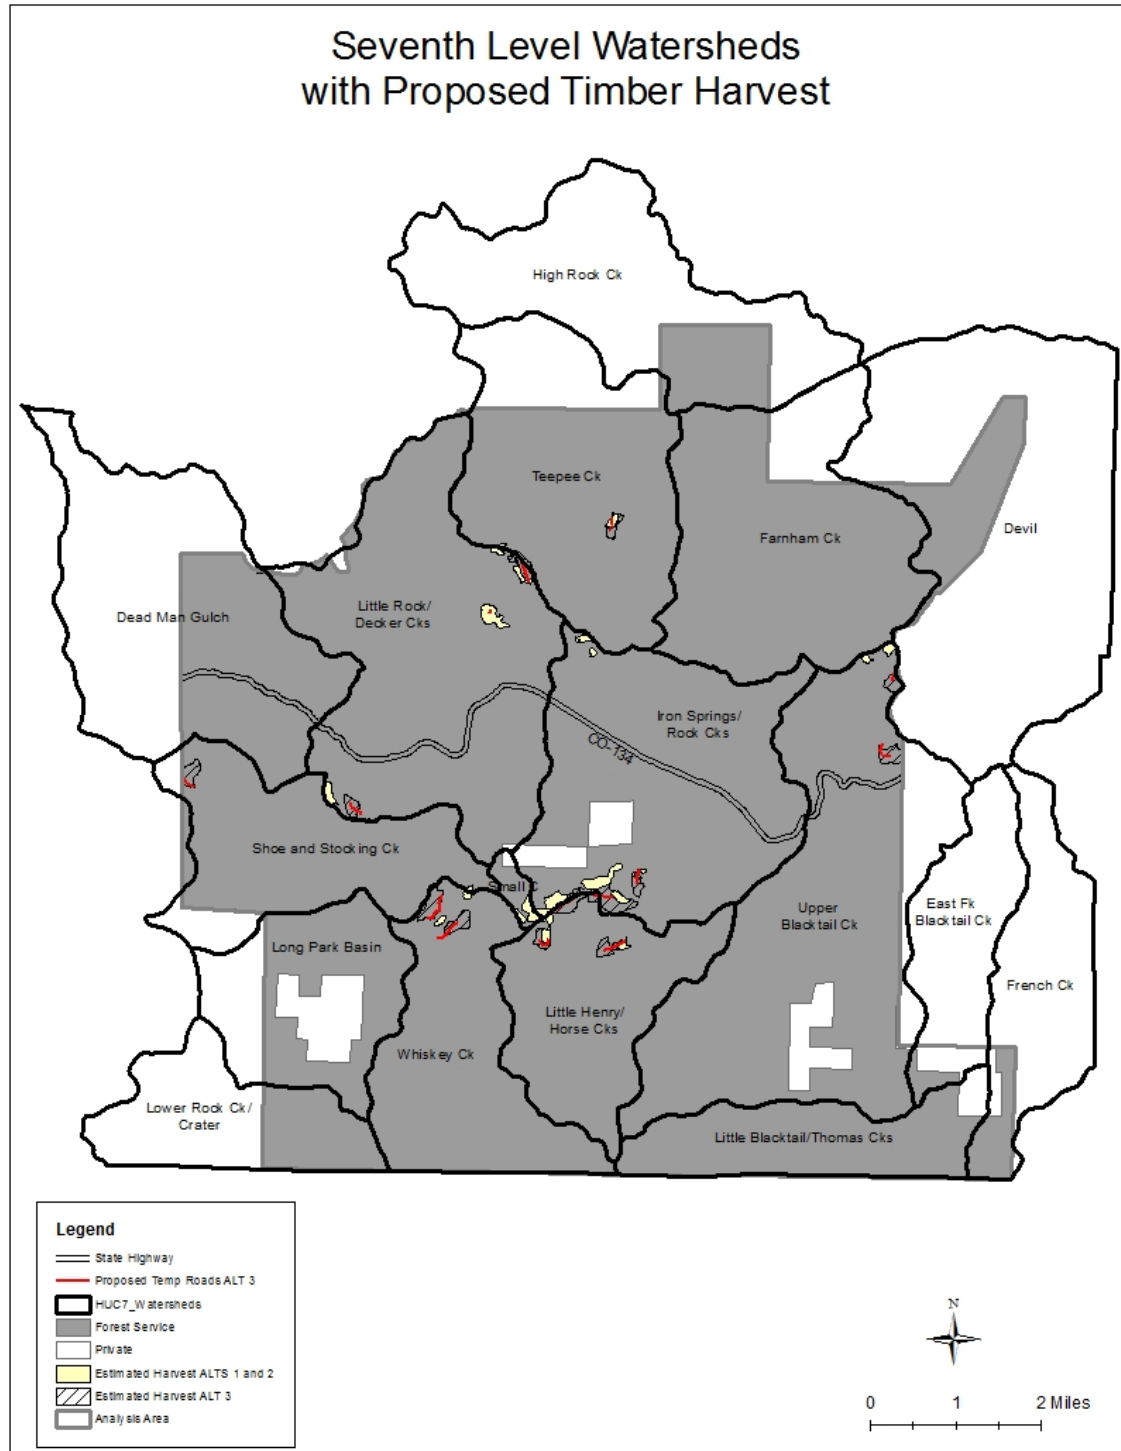 Seventh Level Watersheds
with Proposed Timber Harvest
High Rock Ck
Teepee Ck
Farnham Ck
Devil
Dead Man Gulch
Little Rock/
Decker Cks
Iron Springs/
Rock Cks
CO-134
Shoe and Stocking Ck
Small C
Upper
Blacktail Ck
East Fk
Blacktail Ck
Long Park Basin
French Ck
Little Henry/
Horse Cks
Whiskey Ck
Lower Rock Ck/
Crater
Little Blacktail/Thomas Cks
Legend
State Highway
Proposed Temp Roads ALT 3
HUC7_Watersheds
Forest Service
Private
Estimated Harvest ALTS 1 and 2
Estimated Harvest ALT 3
Analysis Area
N
0 1 2 Miles